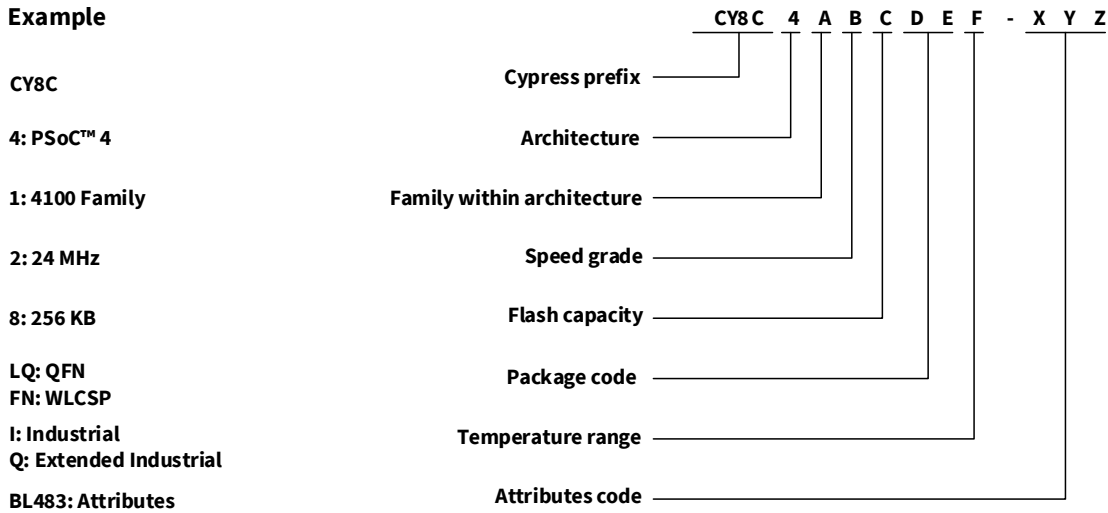 Example CY8C 4 A B C D E F - X Y Z
CY8C Cypress prefix
4: PSoC™ 4 Architecture
1: 4100 Family Family within architecture
2: 24 MHz Speed grade
8: 256 KB Flash capacity
LQ: QFN
FN: WLCSP Package code
I: Industrial
Q: Extended Industrial Temperature range
BL483: Attributes Attributes code